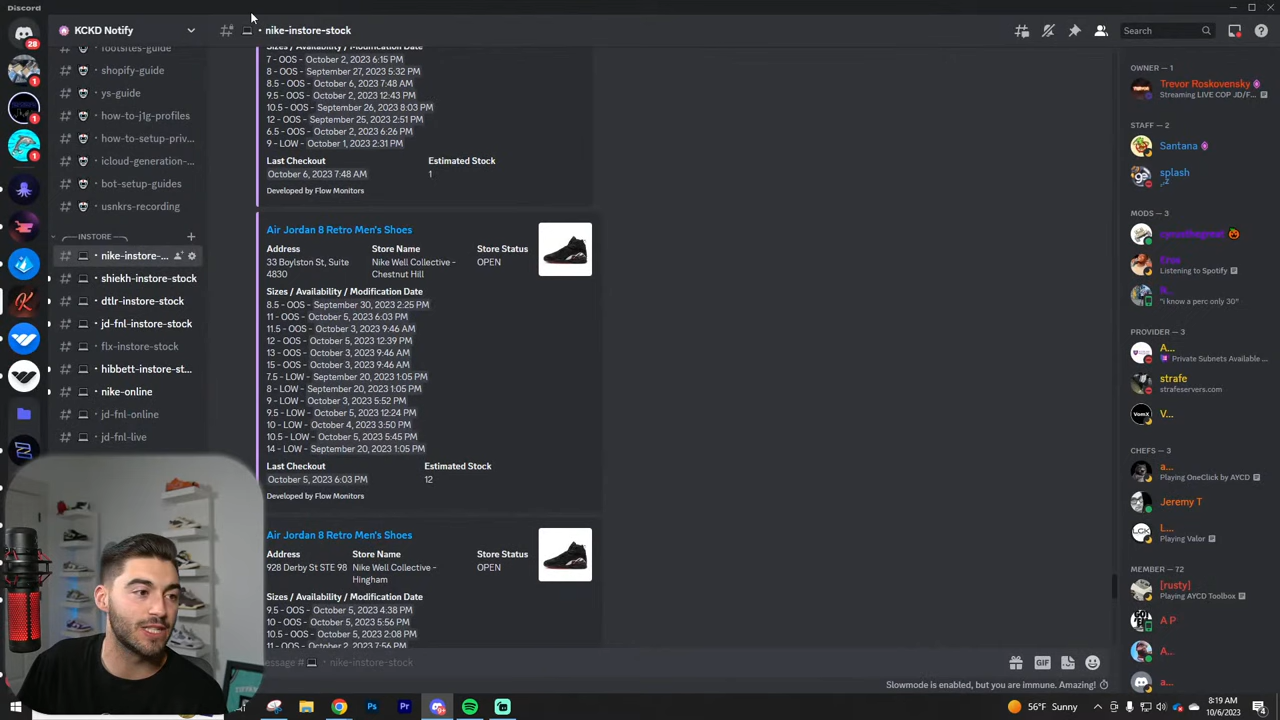 Discord
28
KCKD Notify
nike-instore-stock
Search
footsites-guide
shopify-guide
ys-guide
how-to-j1g-profiles
how-to-setup-priv...
icloud-generation-...
bot-setup-guides
usnkrs-recording
INSTORE
nike-instore-...
shiekh-instore-stock
dtlr-instore-stock
jd-fnl-instore-stock
flx-instore-stock
hibbett-instore-st...
nike-online
jd-fnl-online
jd-fnl-live
1
1
1
Sizes / Availability / Modification Date
7 - OOS - October 2, 2023 6:15 PM
8 - OOS - September 27, 2023 5:32 PM
8.5 - OOS - October 6, 2023 7:48 AM
9.5 - OOS - October 2, 2023 12:43 PM
10.5 - OOS - September 26, 2023 8:03 PM
12 - OOS - September 25, 2023 2:51 PM
6.5 - OOS - October 2, 2023 6:26 PM
9 - LOW - October 1, 2023 2:31 PM
Last Checkout Estimated Stock
October 6, 2023 7:48 AM 1
Developed by Flow Monitors
Air Jordan 8 Retro Men's Shoes
Address Store Name Store Status
33 Boylston St, Suite Nike Well Collective - OPEN
4830 Chestnut Hill
Sizes / Availability / Modification Date
8.5 - OOS - September 30, 2023 2:25 PM
11 - OOS - October 5, 2023 6:03 PM
11.5 - OOS - October 3, 2023 9:46 AM
12 - OOS - October 5, 2023 12:39 PM
13 - OOS - October 3, 2023 9:46 AM
15 - OOS - October 3, 2023 9:46 AM
7.5 - LOW - September 20, 2023 1:05 PM
8 - LOW - September 20, 2023 1:05 PM
9 - LOW - October 3, 2023 5:52 PM
9.5 - LOW - October 5, 2023 12:24 PM
10 - LOW - October 4, 2023 3:50 PM
10.5 - LOW - October 5, 2023 5:45 PM
14 - LOW - September 20, 2023 1:05 PM
Last Checkout Estimated Stock
October 5, 2023 6:03 PM 12
Developed by Flow Monitors
Air Jordan 8 Retro Men's Shoes
Address Store Name Store Status
928 Derby St STE 98 Nike Well Collective - OPEN
Hingham
Sizes / Availability / Modification Date
9.5 - OOS - October 5, 2023 4:38 PM
10 - OOS - October 5, 2023 5:56 PM
10.5 - OOS - October 5, 2023 2:08 PM
11 - OOS - October 2, 2023 7:56 PM
essage # nike-instore-stock
GIF
Slowmode is enabled, but you are immune. Amazing!
OWNER — 1
Trevor Roskovensky
Streaming LIVE COP JD/F...
STAFF — 2
Santana
splash
MODS — 3
Listening to Spotify
"i know a perc only 30"
PROVIDER — 3
A...
Private Subnets Available ...
strafe
strafeservers.com
V...
CHEFS — 3
a...
Playing OneClick by AYCD
Jeremy T
L...
Playing Valor
MEMBER — 72
[rusty]
Playing AYCD Toolbox
A P
A...
a...
56°F Sunny
8:19 AM
10/6/2023